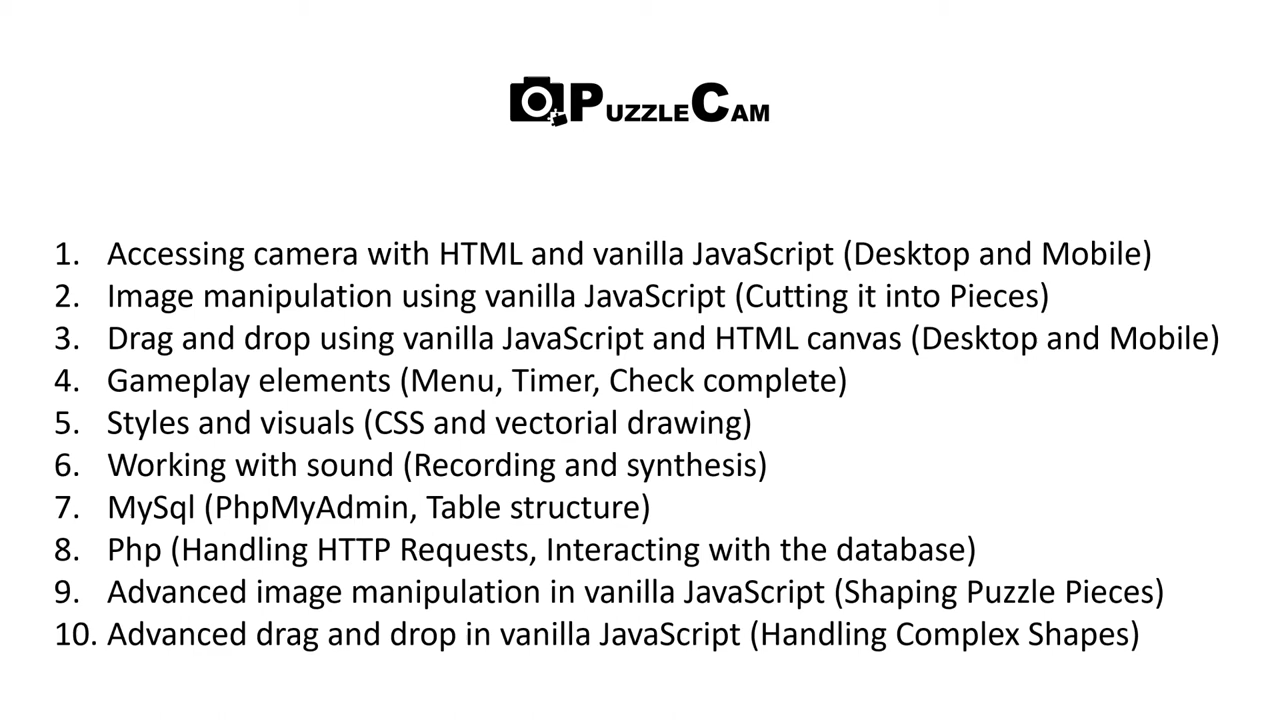 PuzzleCam
1. Accessing camera with HTML and vanilla JavaScript (Desktop and Mobile)
2. Image manipulation using vanilla JavaScript (Cutting it into Pieces)
3. Drag and drop using vanilla JavaScript and HTML canvas (Desktop and Mobile)
4. Gameplay elements (Menu, Timer, Check complete)
5. Styles and visuals (CSS and vectorial drawing)
6. Working with sound (Recording and synthesis)
7. MySql (PhpMyAdmin, Table structure)
8. Php (Handling HTTP Requests, Interacting with the database)
9. Advanced image manipulation in vanilla JavaScript (Shaping Puzzle Pieces)
10. Advanced drag and drop in vanilla JavaScript (Handling Complex Shapes)